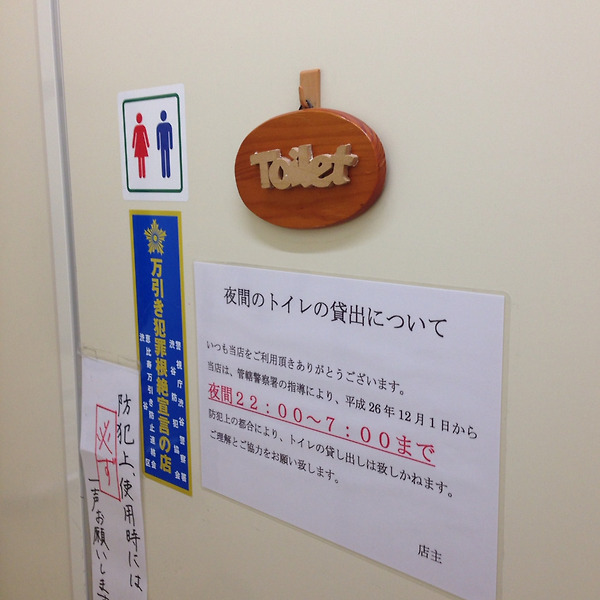 Toilet
万引き犯罪根絶宣言の店
警視庁渋谷警察署
渋谷防犯協会
恵比寿万引き防止連絡会
渋谷区
夜間のトイレの貸出について
いつも当店をご利用頂きありがとうございます。
当店は、管轄警察署の指導により、平成26年12月1日から
夜間22:00～7:00まで
防犯上の都合により、トイレの貸し出しは致しかねます。
ご理解とご協力をお願い致します。
店主
防犯上、使用時には
必ず
一声お願いします